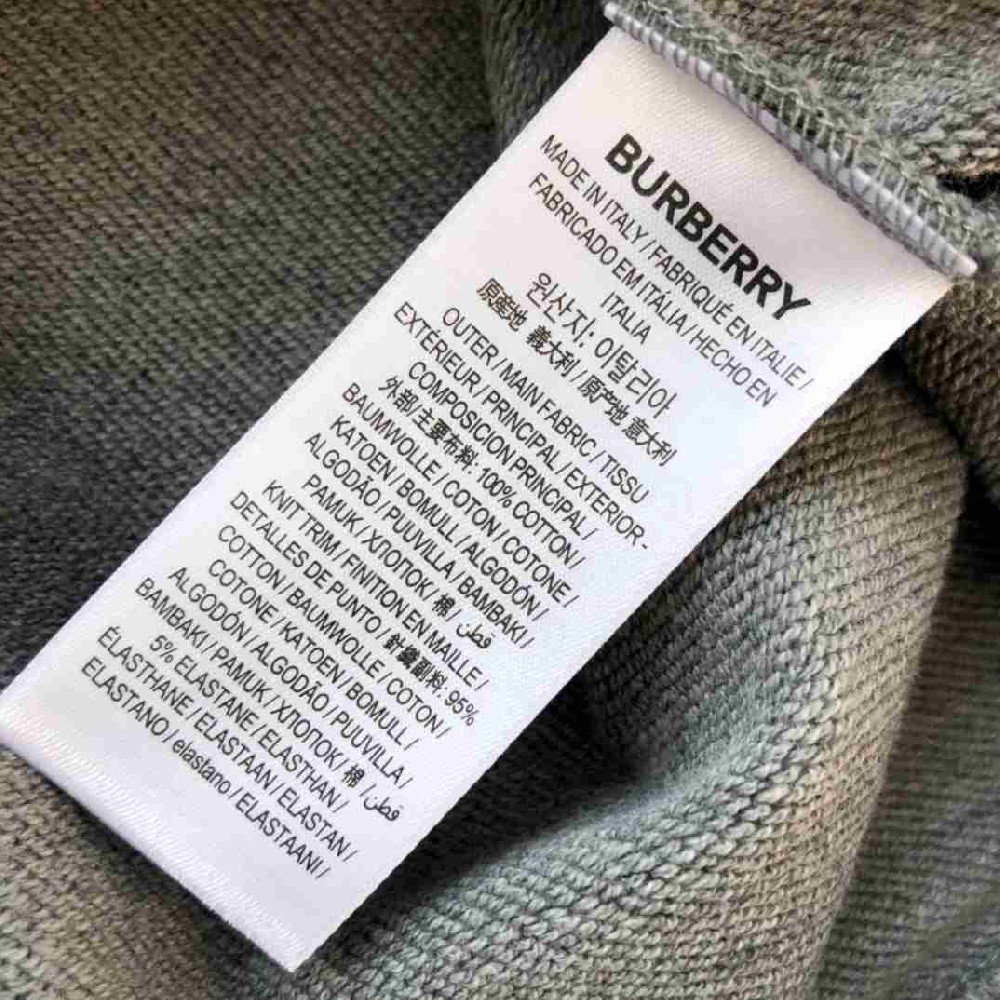 BURBERRY
MADE IN ITALY / FABRIQUÉ EN ITALIE /
FABRICADO EM ITÁLIA / HECHO EN
ITALIA
원산지: 이탈리아
原産地 義大利 / 原产地 意大利
OUTER / MAIN FABRIC / TISSU
EXTÉRIEUR / PRINCIPAL / EXTERIOR -
COMPOSICION PRINCIPAL /
外部/主要布料: 100% COTTON /
BAUMWOLLE / COTON / COTONE /
KATOEN / BOMULL / ALGODÓN /
ALGODÃO / PUUVILLA / BAMBAKI /
PAMUK / ХЛОПОК / 棉 / قطن
KNIT TRIM / FINITION EN MAILLE /
DETALLES DE PUNTO / 針織副料: 95%
COTTON / BAUMWOLLE / COTON /
COTONE / KATOEN / BOMULL /
ALGODÓN / ALGODÃO / PUUVILLA /
BAMBAKI / PAMUK / ХЛОПОК / 棉 / قطن
5% ELASTANE / ELASTHAN /
ÉLASTHANE / ELASTAAN / ELASTAN /
ELASTANO / elastano / ELASTAANI /